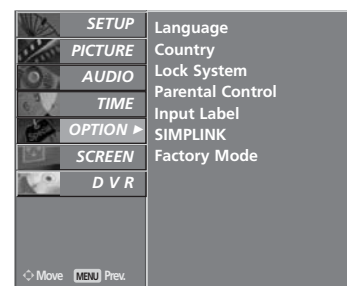 SETUP
PICTURE
AUDIO
TIME
OPTION ►
SCREEN
D V R
Language
Country
Lock System
Parental Control
Input Label
SIMPLINK
Factory Mode
Move MENU Prev.